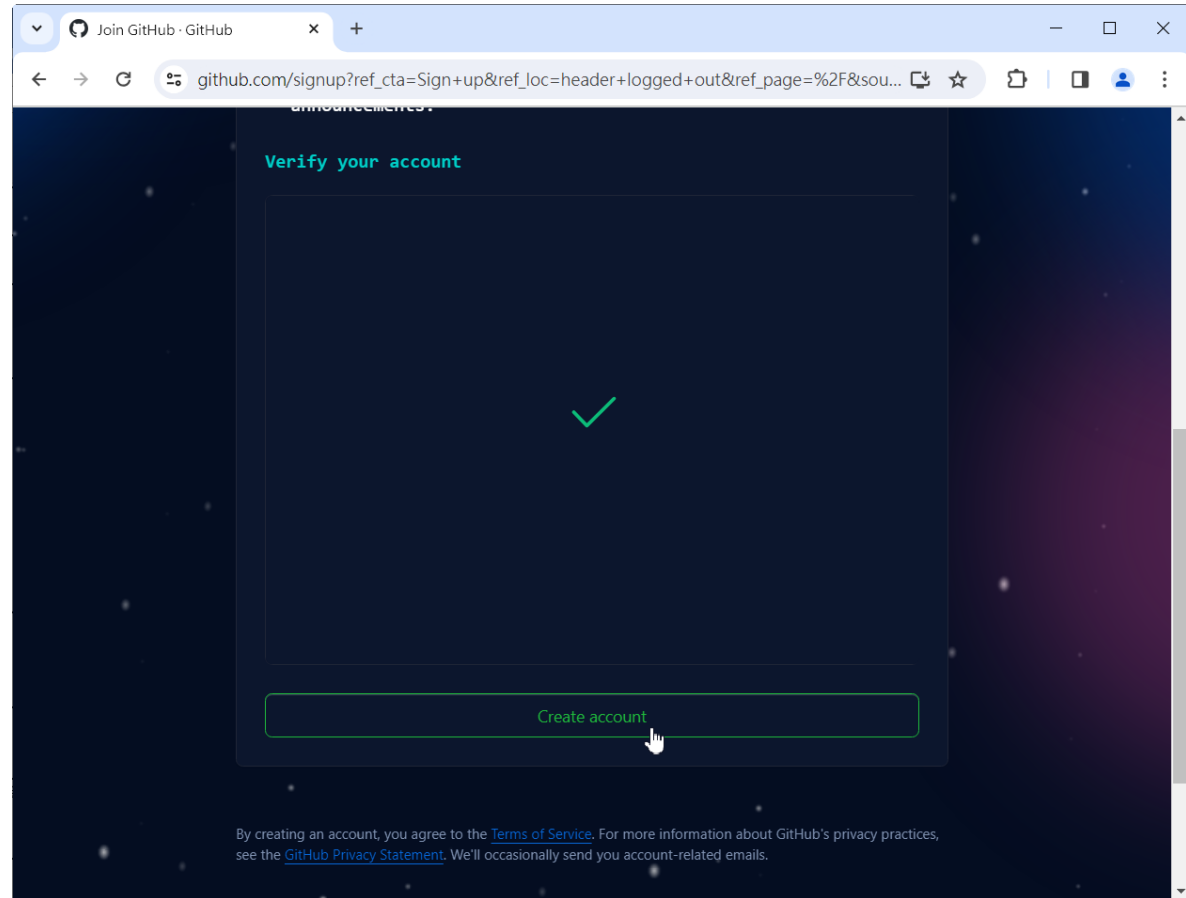 Join GitHub · GitHub
github.com/signup?ref_cta=Sign+up&ref_loc=header+logged+out&ref_page=%2F&sou...
announcements.
Verify your account
Create account
By creating an account, you agree to the Terms of Service. For more information about GitHub's privacy practices,
see the GitHub Privacy Statement. We'll occasionally send you account-related emails.